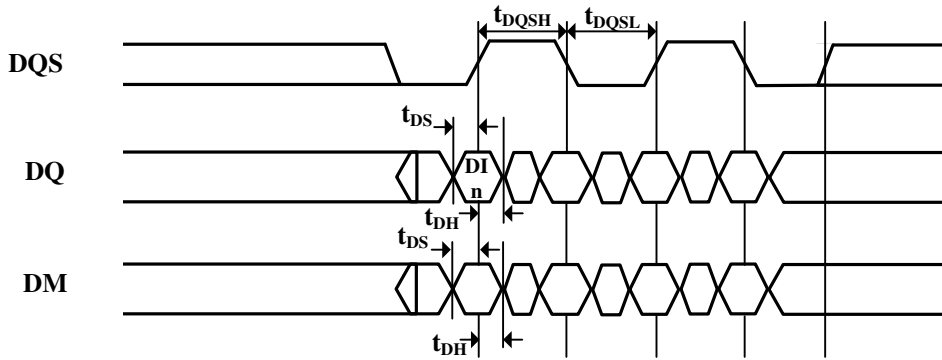 tDQSH tDQSL
DQS
tDS
DQ
DI
n
tDH
tDS
DM
tDH